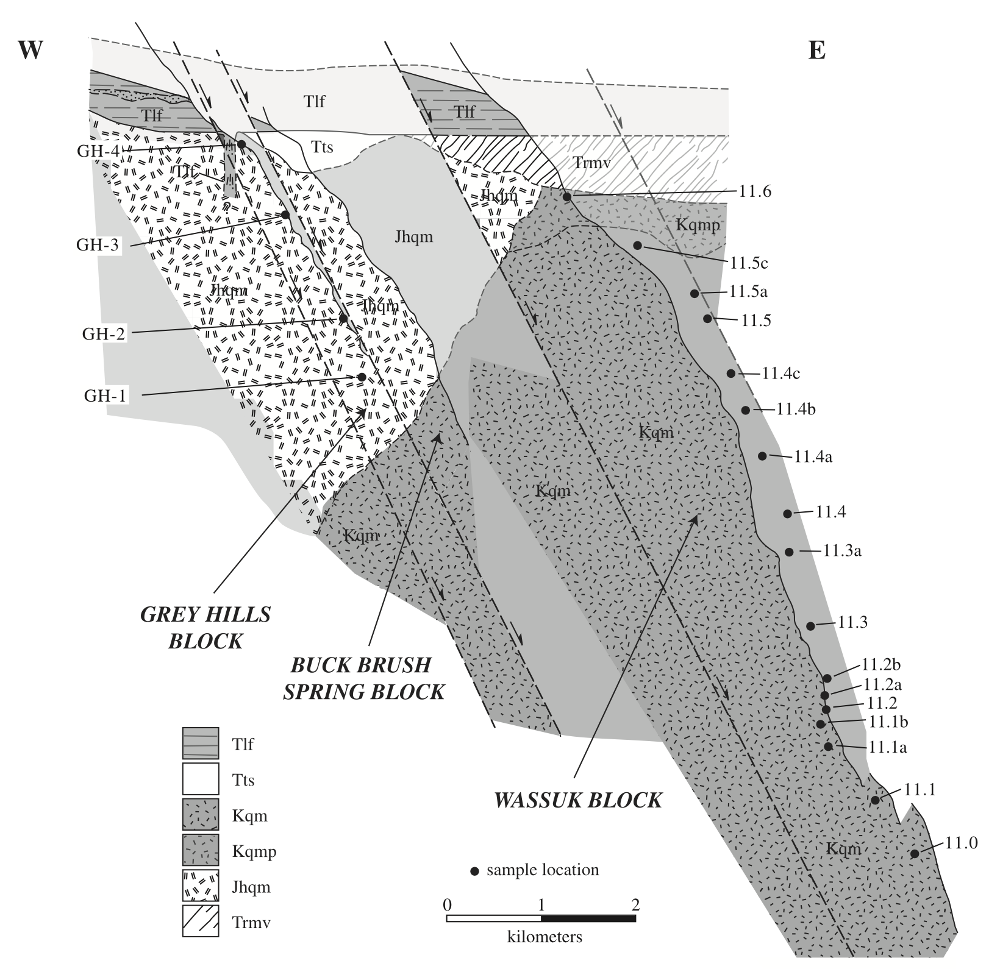 W
E
Tlf
Tlf
Tlf
Tts
GH-4
Tlf
?
Trmv
Jhqm
11.6
Kqmp
Jhqm
GH-3
11.5c
Jhqm
11.5a
Jhqm
11.5
GH-2
11.4c
GH-1
11.4b
Kqm
11.4a
Kqm
11.4
Kqm
11.3a
GREY HILLS
BLOCK
11.3
BUCK BRUSH
SPRING BLOCK
11.2b
11.2a
11.2
11.1b
11.1a
WASSUK BLOCK
11.1
11.0
Kqm
Tlf
Tts
Kqm
Kqmp
Jhqm
Trmv
sample location
0 1 2
kilometers